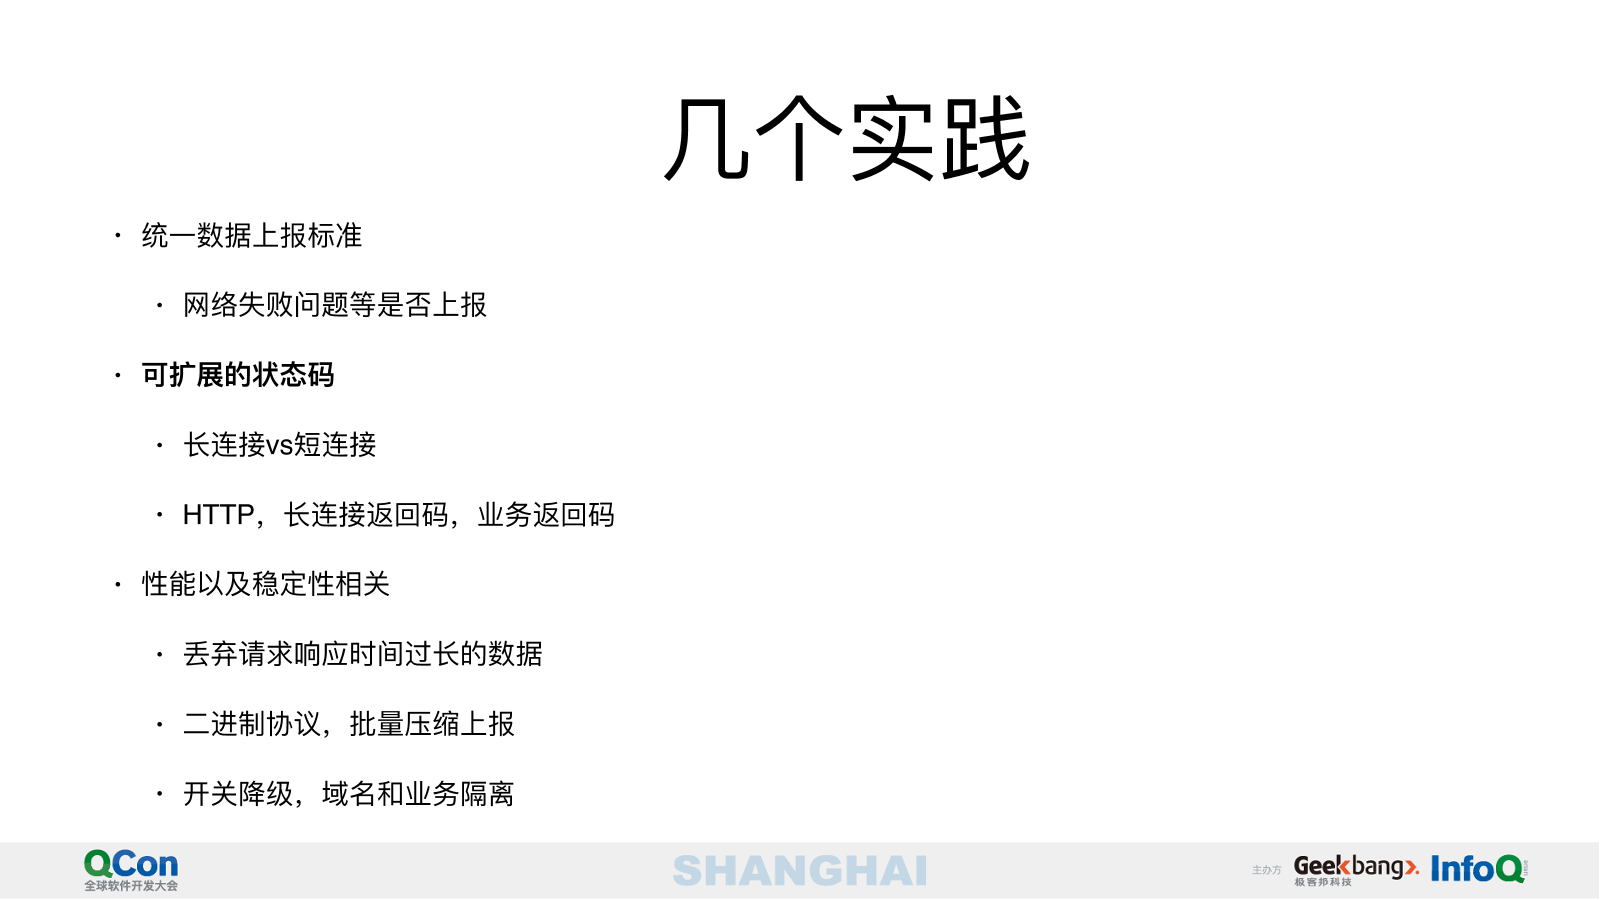 几个实践
· 统一数据上报标准
· 网络失败问题等是否上报
· 可扩展的状态码
· 长连接vs短连接
· HTTP，长连接返回码，业务返回码
· 性能以及稳定性相关
· 丢弃请求响应时间过长的数据
· 二进制协议，批量压缩上报
· 开关降级，域名和业务隔离
QCon
全球软件开发大会
SHANGHAI
主办方
Geekbang>.
极客邦科技
InfoQ